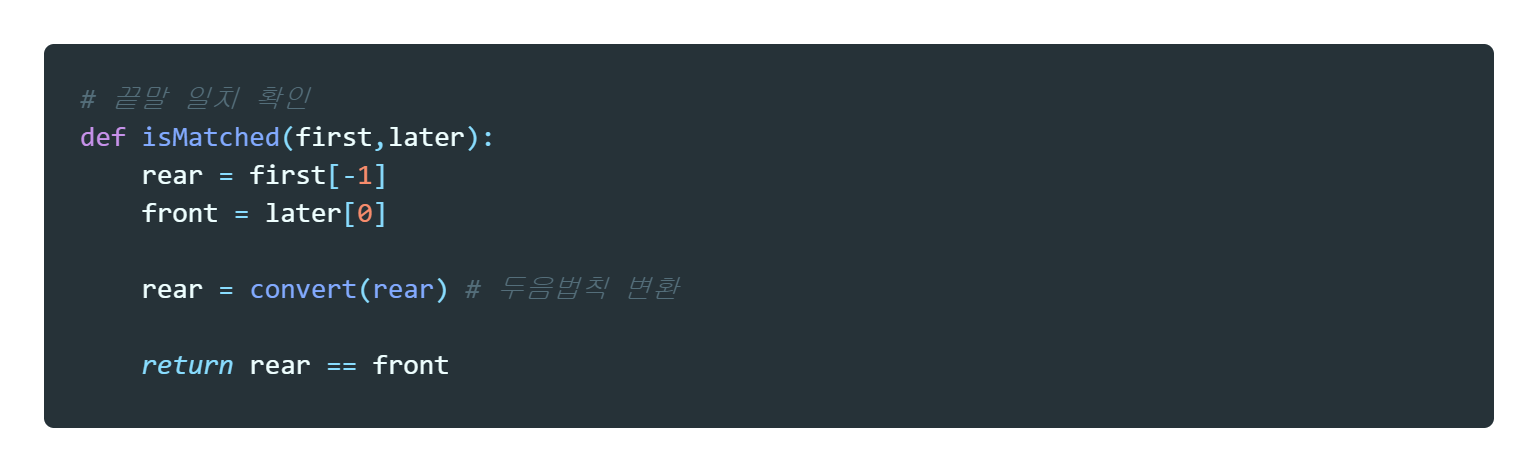 # 끝말 일치 확인
def isMatched(first,later):
    rear = first[-1]
    front = later[0]
    rear = convert(rear) # 두음법칙 변환
    return rear == front